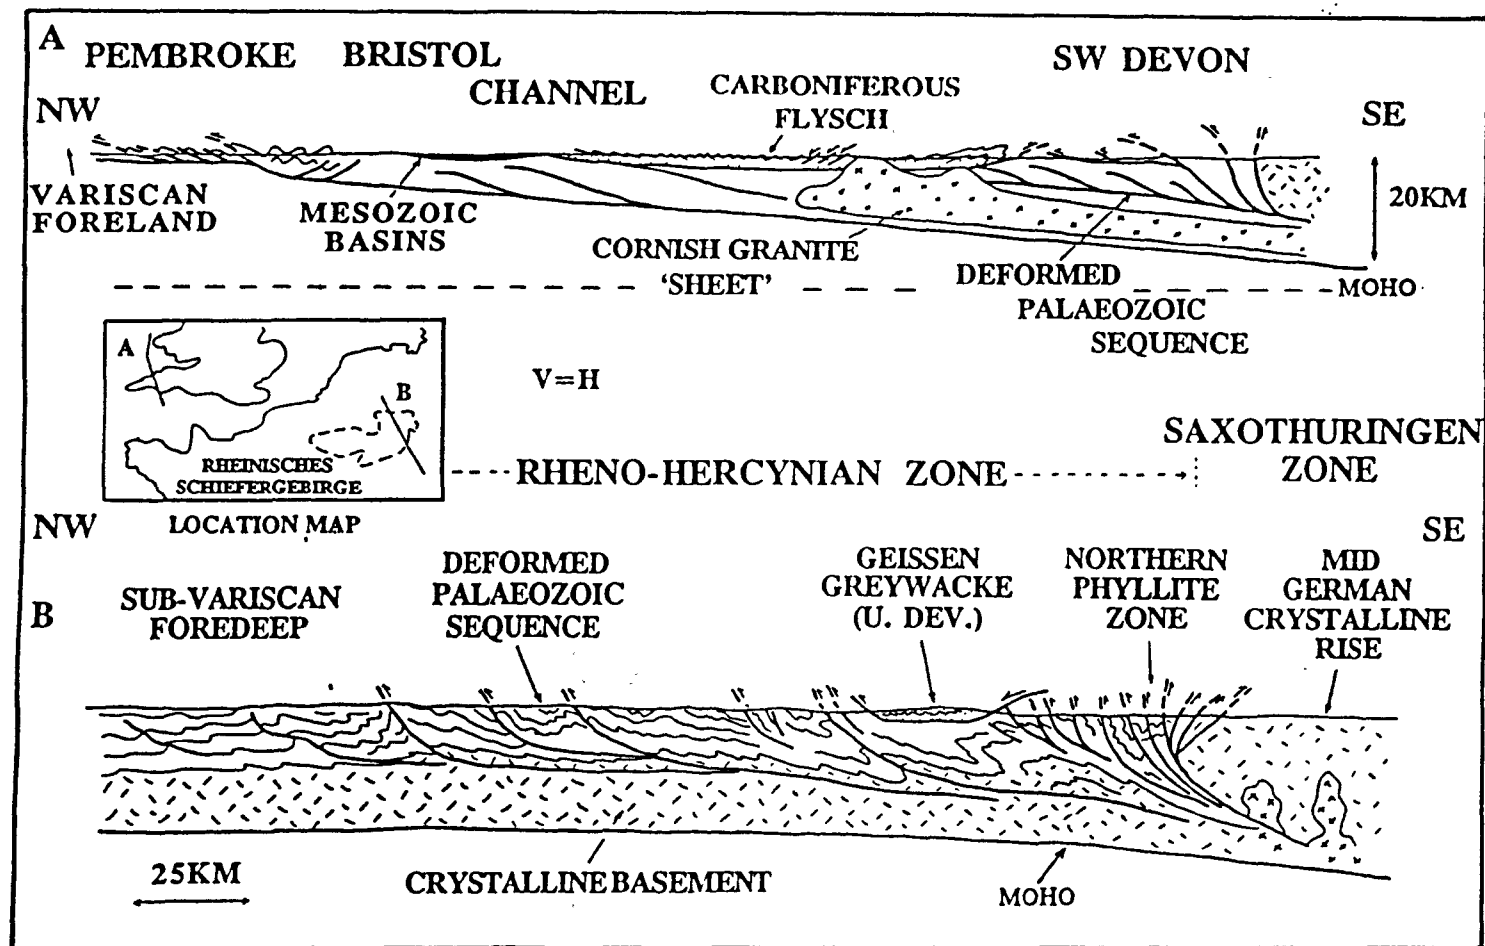 A
PEMBROKE
BRISTOL
CHANNEL
CARBONIFEROUS
FLYSCH
SW DEVON
NW
SE
VARISCAN
FORELAND
MESOZOIC
BASINS
CORNISH GRANITE
'SHEET'
DEFORMED
PALAEOZOIC
SEQUENCE
20KM
MOHO
A
B
RHEINISCHES
SCHIEFERGEBIRGE
LOCATION MAP
V=H
RHENO-HERCYNIAN ZONE
SAXOTHURINGEN
ZONE
NW
SE
B
SUB-VARISCAN
FOREDEEP
DEFORMED
PALAEOZOIC
SEQUENCE
GEISSEN
GREYWACKE
(U. DEV.)
NORTHERN
PHYLLITE
ZONE
MID
GERMAN
CRYSTALLINE
RISE
25KM
CRYSTALLINE BASEMENT
MOHO